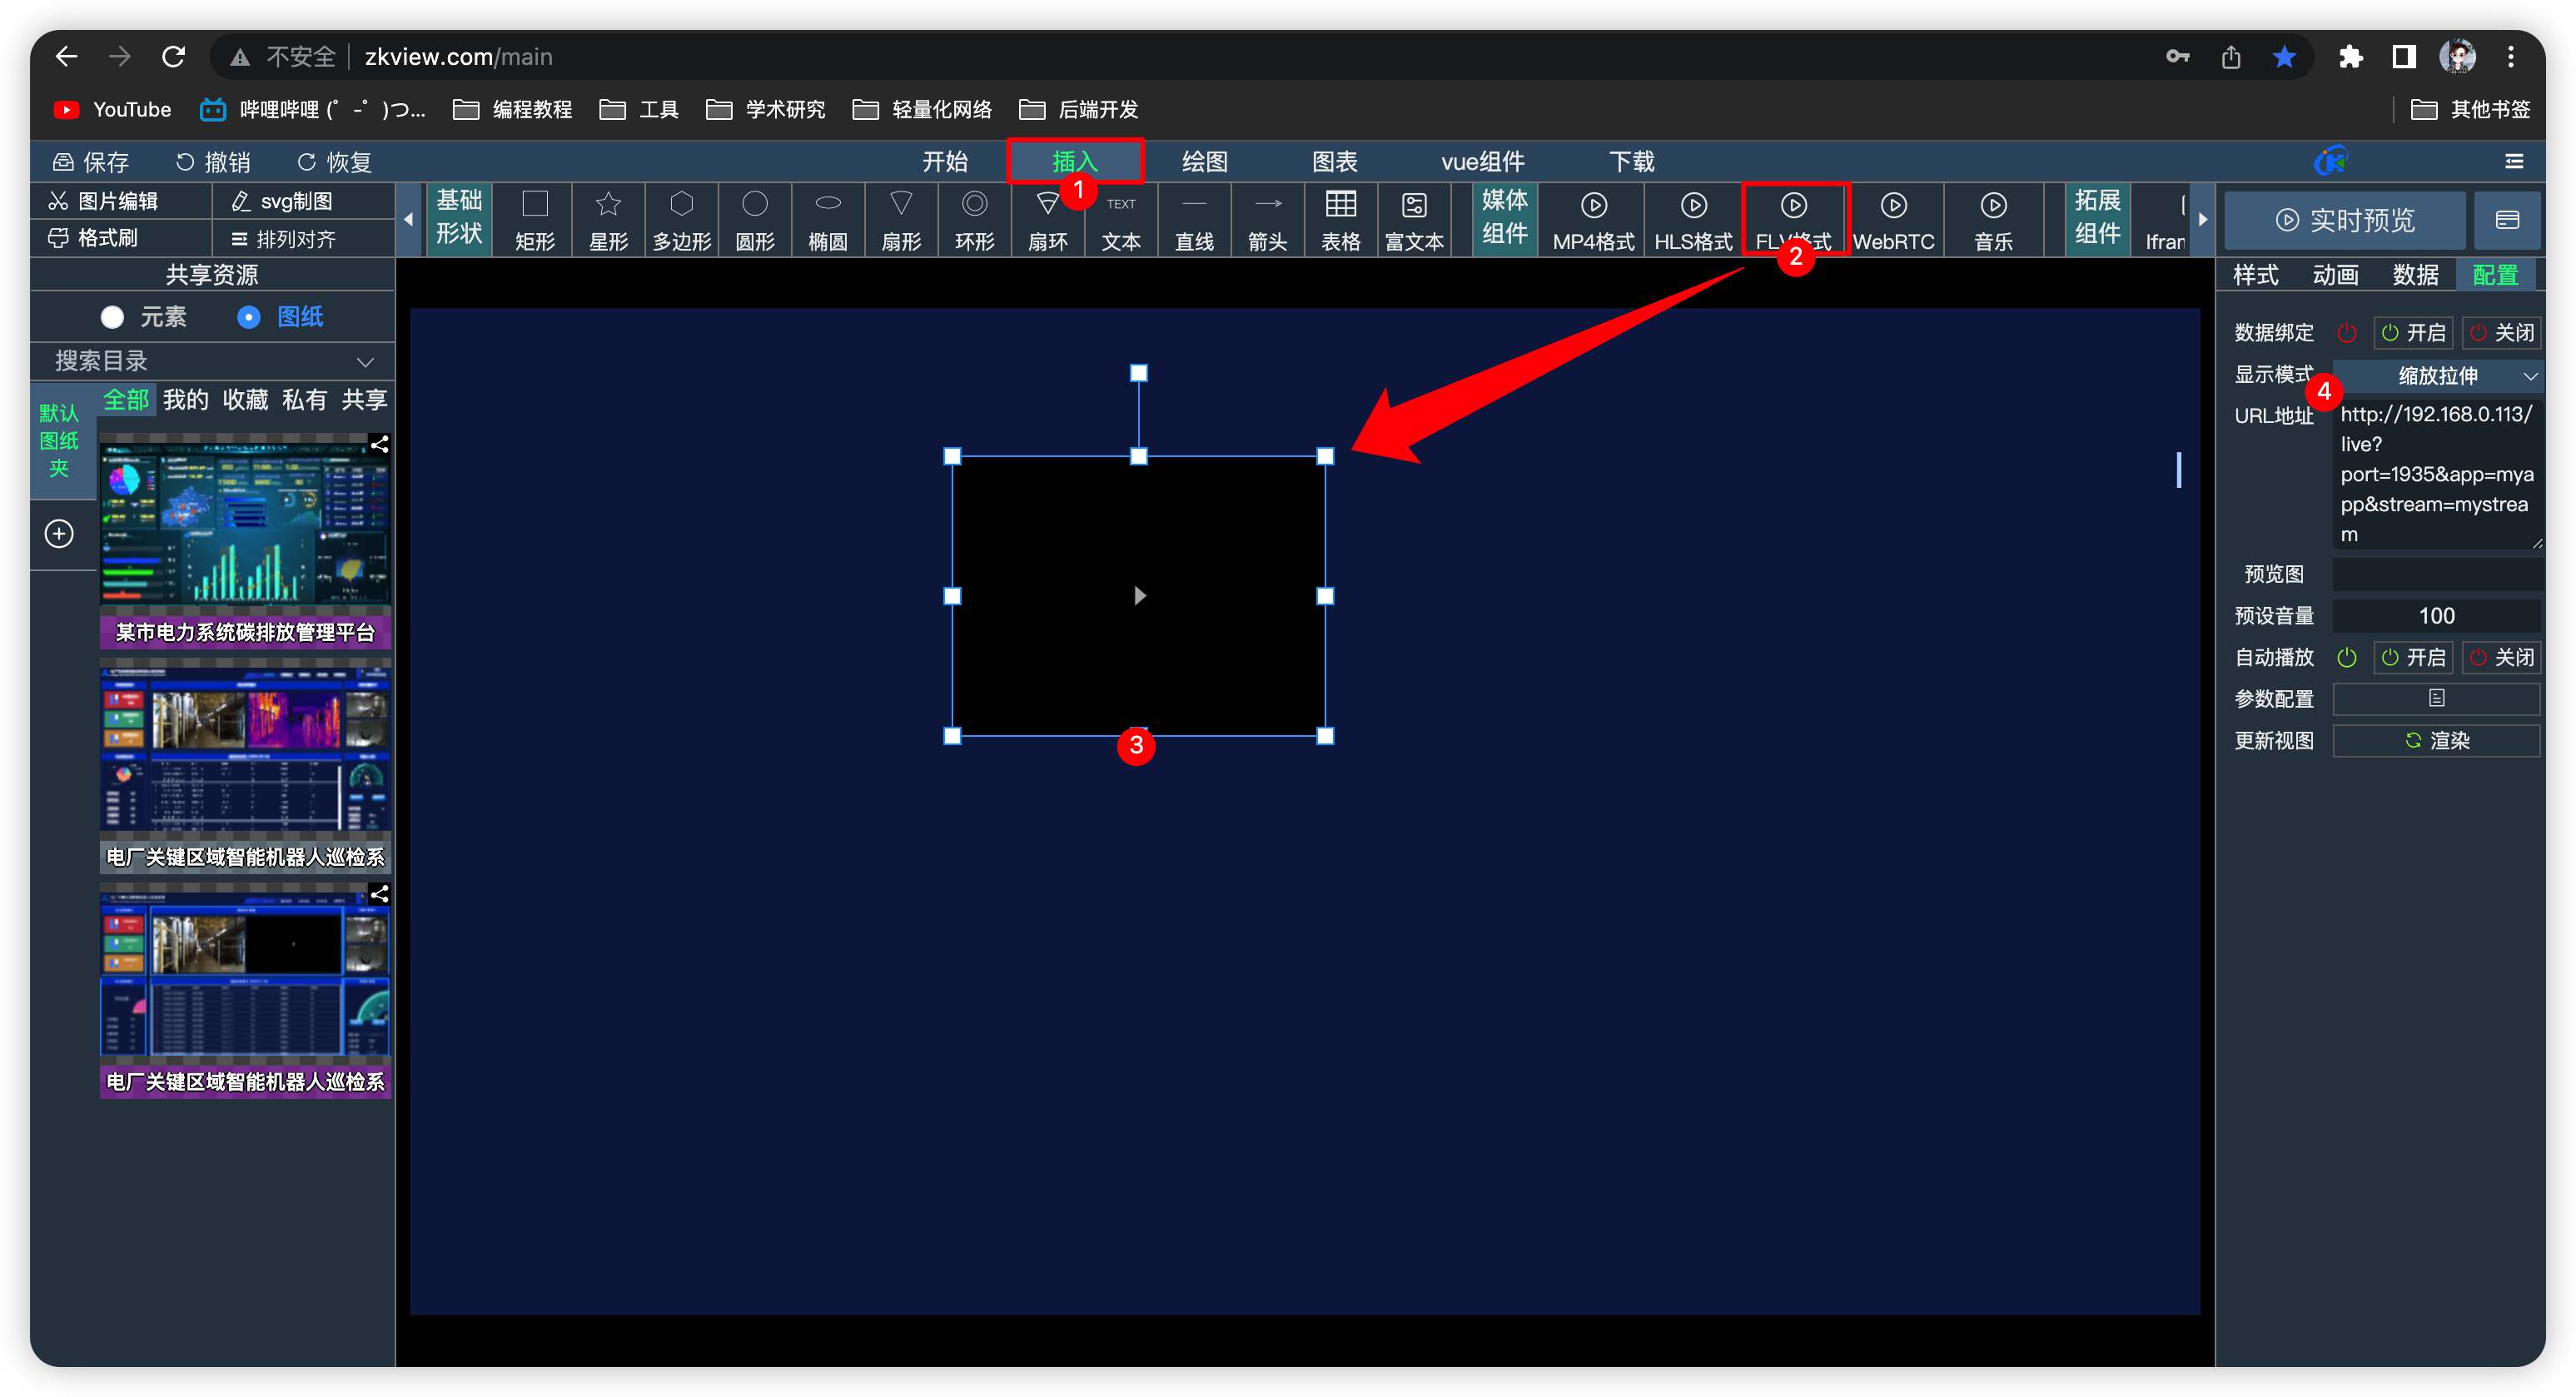 不安全 zkview.com/main
YouTube 哔哩哔哩 (゜-゜)つ... 编程教程 工具 学术研究 轻量化网络 后端开发 其他书签
保存 撤销 恢复 开始 插入 绘图 图表 vue组件 下载
1
图片编辑 svg制图
格式刷 排列对齐
基础形状 矩形 星形 多边形 圆形 椭圆 扇形 环形 扇环 TEXT 文本 直线 箭头 表格 富文本
媒体组件 MP4格式 HLS格式 FLV格式 WebRTC 音乐
拓展组件 Ifran
2
实时预览
共享资源
元素 图纸
搜索目录
默认图纸夹
全部 我的 收藏 私有 共享
某市电力系统碳排放管理平台
电厂关键区域智能机器人巡检系
电厂关键区域智能机器人巡检系
3
样式 动画 数据 配置
数据绑定 开启 关闭
显示模式 缩放拉伸
4
URL地址 http://192.168.0.113/
live?
port=1935&app=mya
pp&stream=mystrea
m
预览图
预设音量 100
自动播放 开启 关闭
参数配置
更新视图 渲染